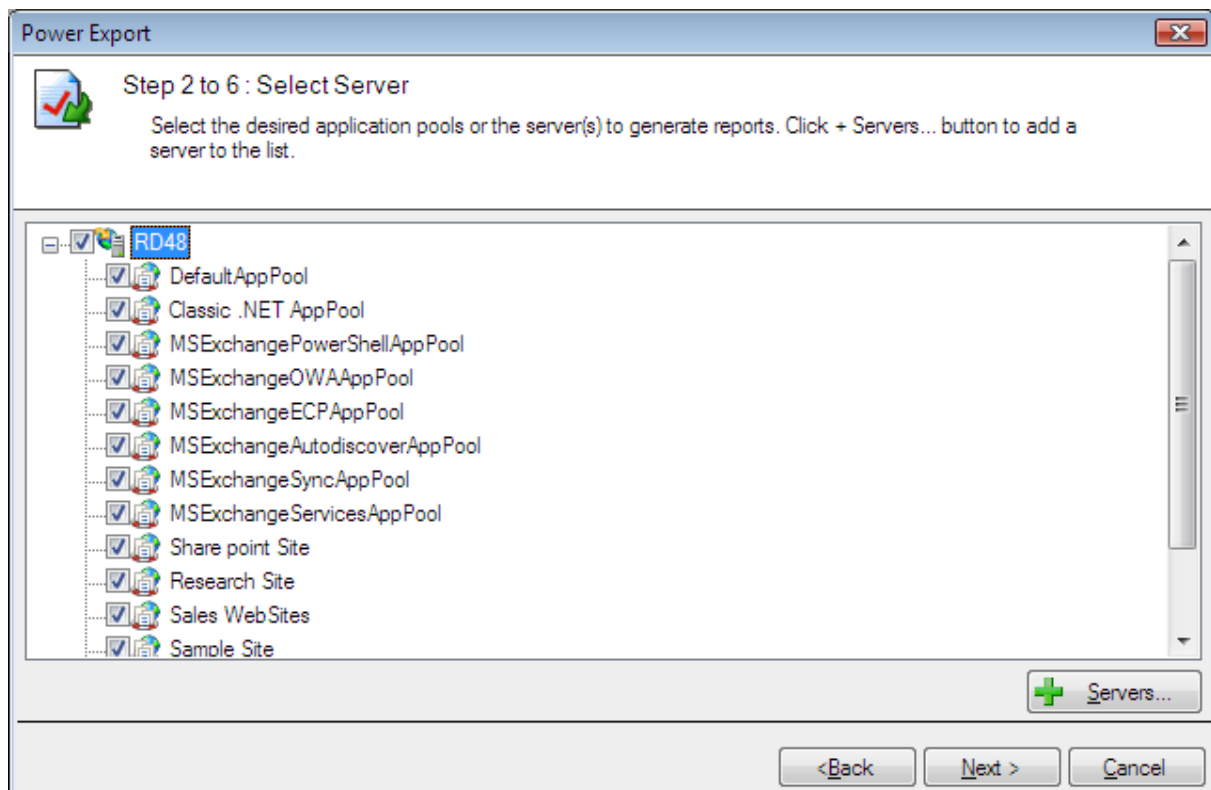 Power Export
Step 2 to 6 : Select Server
Select the desired application pools or the server(s) to generate reports. Click + Servers... button to add a
server to the list.
RD48
DefaultAppPool
Classic .NET AppPool
MSExchangePowerShellAppPool
MSExchangeOWAAppPool
MSExchangeECPAppPool
MSExchangeAutodiscoverAppPool
MSExchangeSyncAppPool
MSExchangeServicesAppPool
Share point Site
Research Site
Sales WebSites
Sample Site
Servers...
<Back
Next >
Cancel